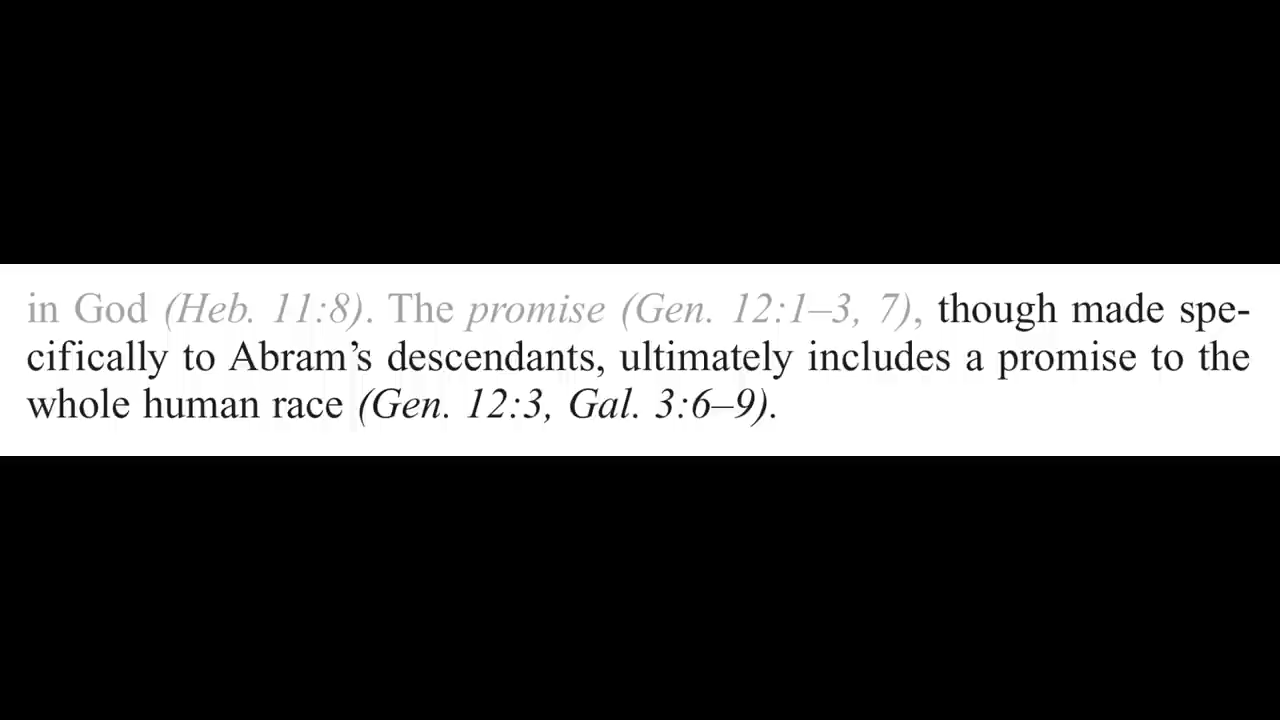 in God (Heb. 11:8). The promise (Gen. 12:1–3, 7), though made spe-
cifically to Abram’s descendants, ultimately includes a promise to the
whole human race (Gen. 12:3, Gal. 3:6–9).